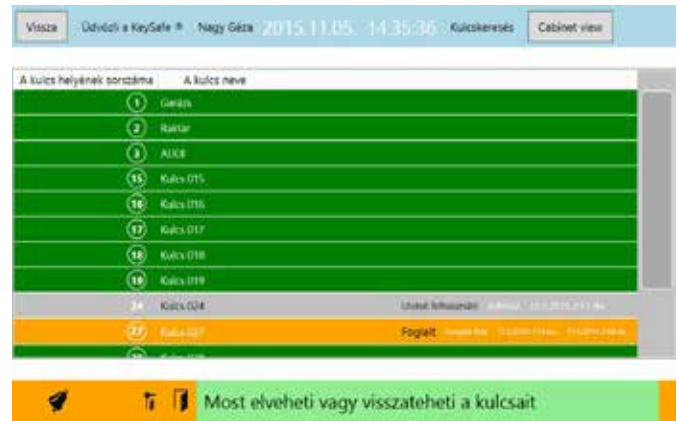 Vissza Üdvözli a KeySafe ® Nagy Géza 2015.11.05. 14:35:36 Kulcskeresés Cabinet view
A kulcs helyének sorszáma A kulcs neve
1 Garázs
2 Raktár
3 AUDI
15 Kulcs 015
16 Kulcs 016
17 Kulcs 017
18 Kulcs 018
19 Kulcs 019
24 Kulcs 024 Utolsó felhasználó
27 Kulcs 027 Foglalt
Most elveheti vagy visszateheti a kulcsait